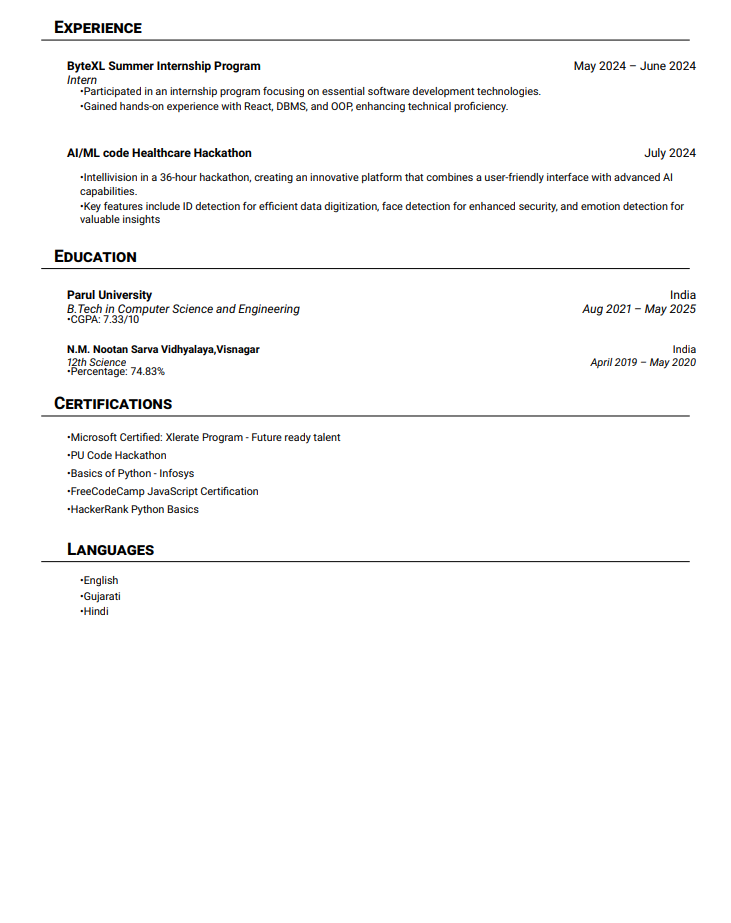 EXPERIENCE
ByteXL Summer Internship Program May 2024 – June 2024
Intern
•Participated in an internship program focusing on essential software development technologies.
•Gained hands-on experience with React, DBMS, and OOP, enhancing technical proficiency.
AI/ML code Healthcare Hackathon July 2024
•Intellivision in a 36-hour hackathon, creating an innovative platform that combines a user-friendly interface with advanced AI
capabilities.
•Key features include ID detection for efficient data digitization, face detection for enhanced security, and emotion detection for
valuable insights
EDUCATION
Parul University India
B.Tech in Computer Science and Engineering Aug 2021 – May 2025
•CGPA: 7.33/10
N.M. Nootan Sarva Vidhyalaya,Visnagar India
12th Science April 2019 – May 2020
•Percentage: 74.83%
CERTIFICATIONS
•Microsoft Certified: Xlerate Program - Future ready talent
•PU Code Hackathon
•Basics of Python - Infosys
•FreeCodeCamp JavaScript Certification
•HackerRank Python Basics
LANGUAGES
•English
•Gujarati
•Hindi